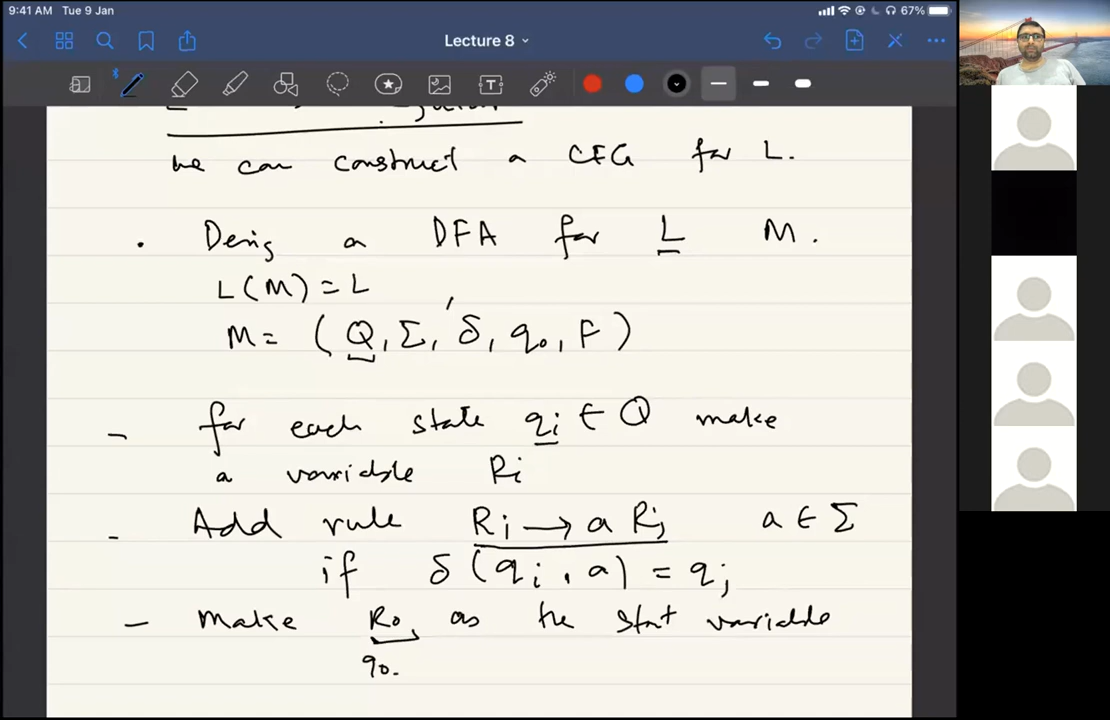 9:41 AM Tue 9 Jan
67%
Lecture 8
we can construct a CFG for L.
. Desig a DFA for L M.
L(M) = L
M = (Q, Σ, δ, q0, F)
- for each state qi ∈ Q make
a variable Ri
- Add rule Ri → a Rj a ∈ Σ
if δ(qi, a) = qj
- Make R0 as the start variable
q0.